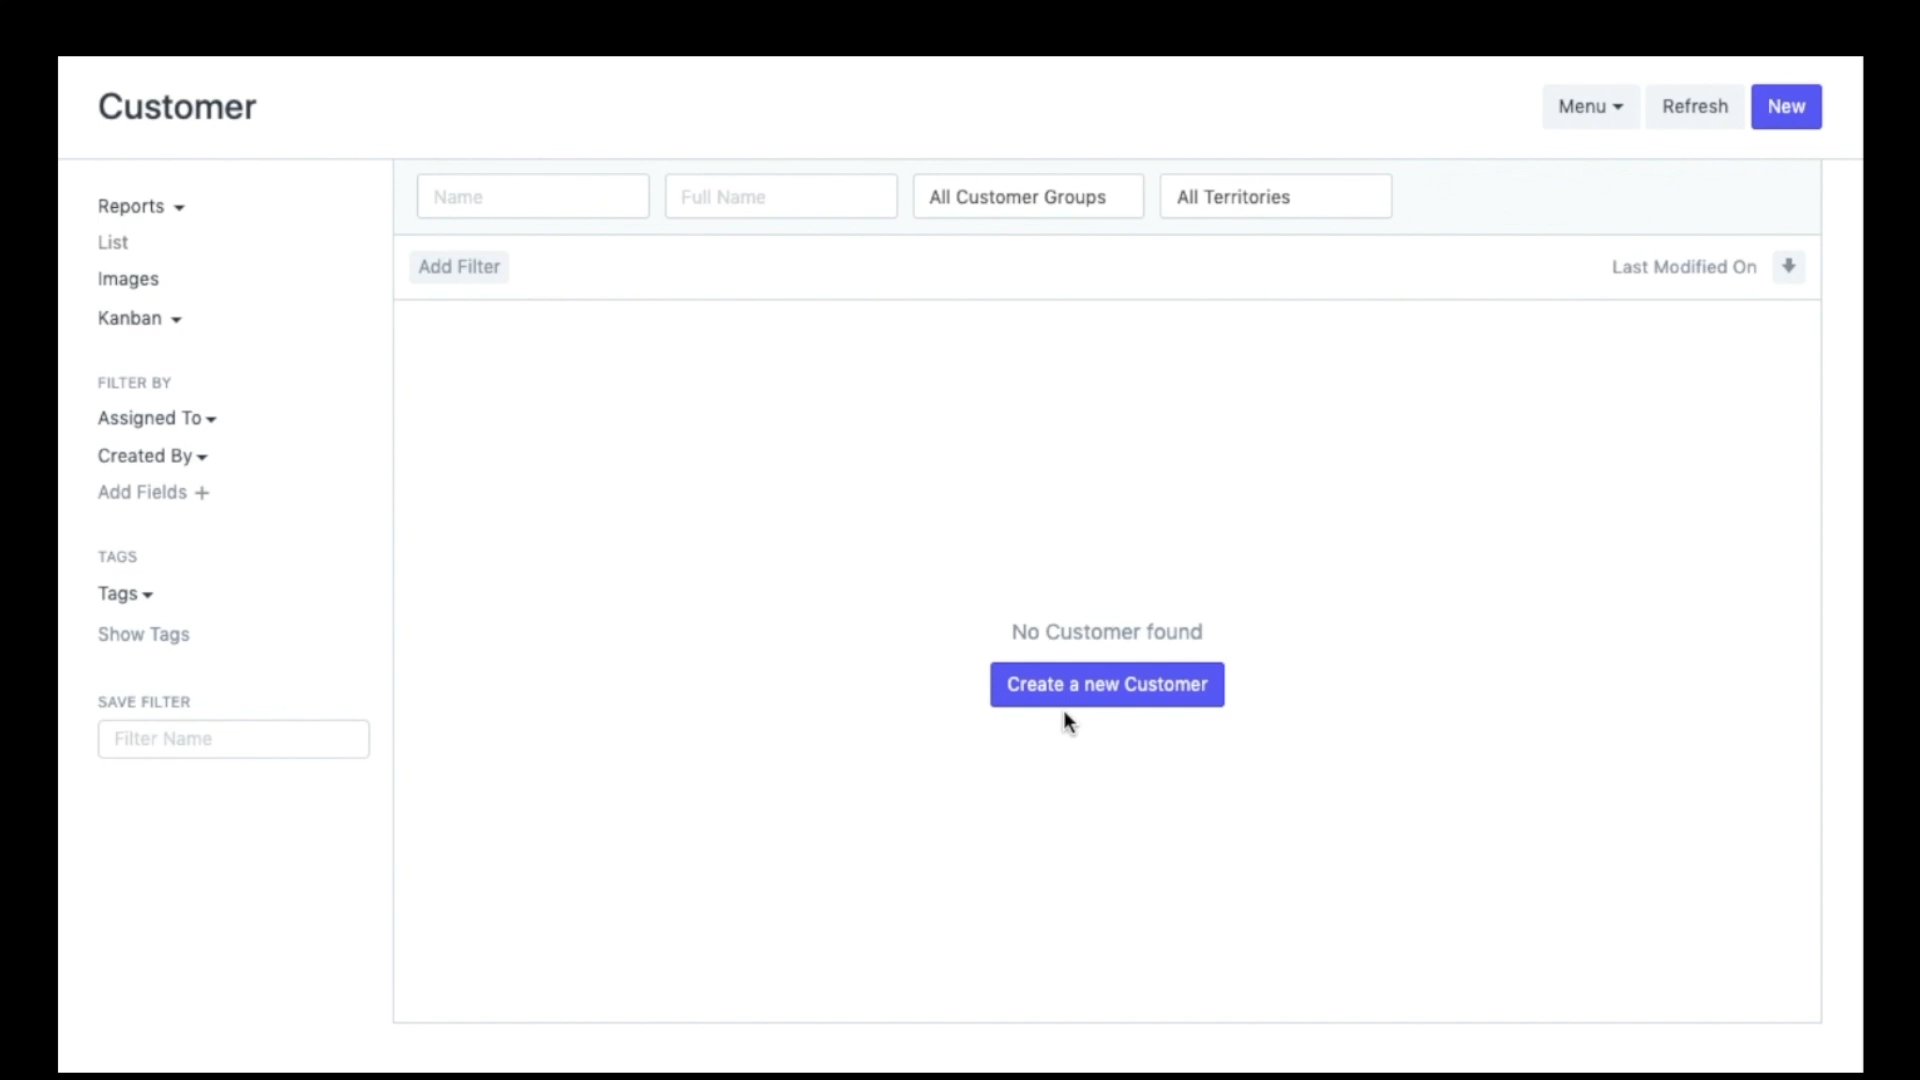 Customer
Menu
Refresh
New
Reports
List
Images
Kanban
FILTER BY
Assigned To
Created By
Add Fields +
TAGS
Tags
Show Tags
SAVE FILTER
Filter Name
Name
Full Name
All Customer Groups
All Territories
Add Filter
Last Modified On
No Customer found
Create a new Customer